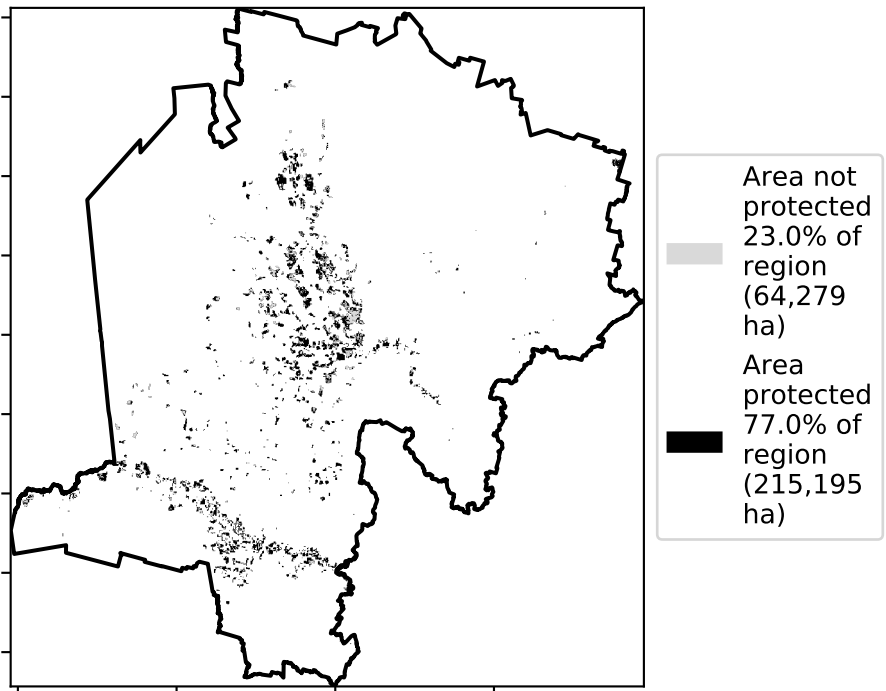 Area not
protected
23.0% of
region
(64,279
ha)
Area
protected
77.0% of
region
(215,195
ha)